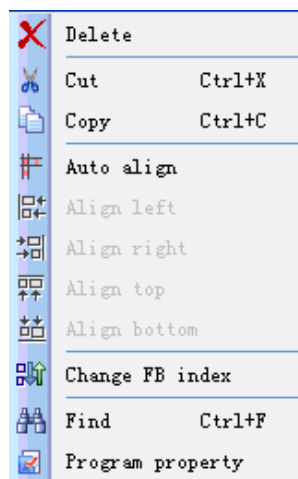 Delete
Cut Ctrl+X
Copy Ctrl+C
Auto align
Align left
Align right
Align top
Align bottom
Change FB index
Find Ctrl+F
Program property